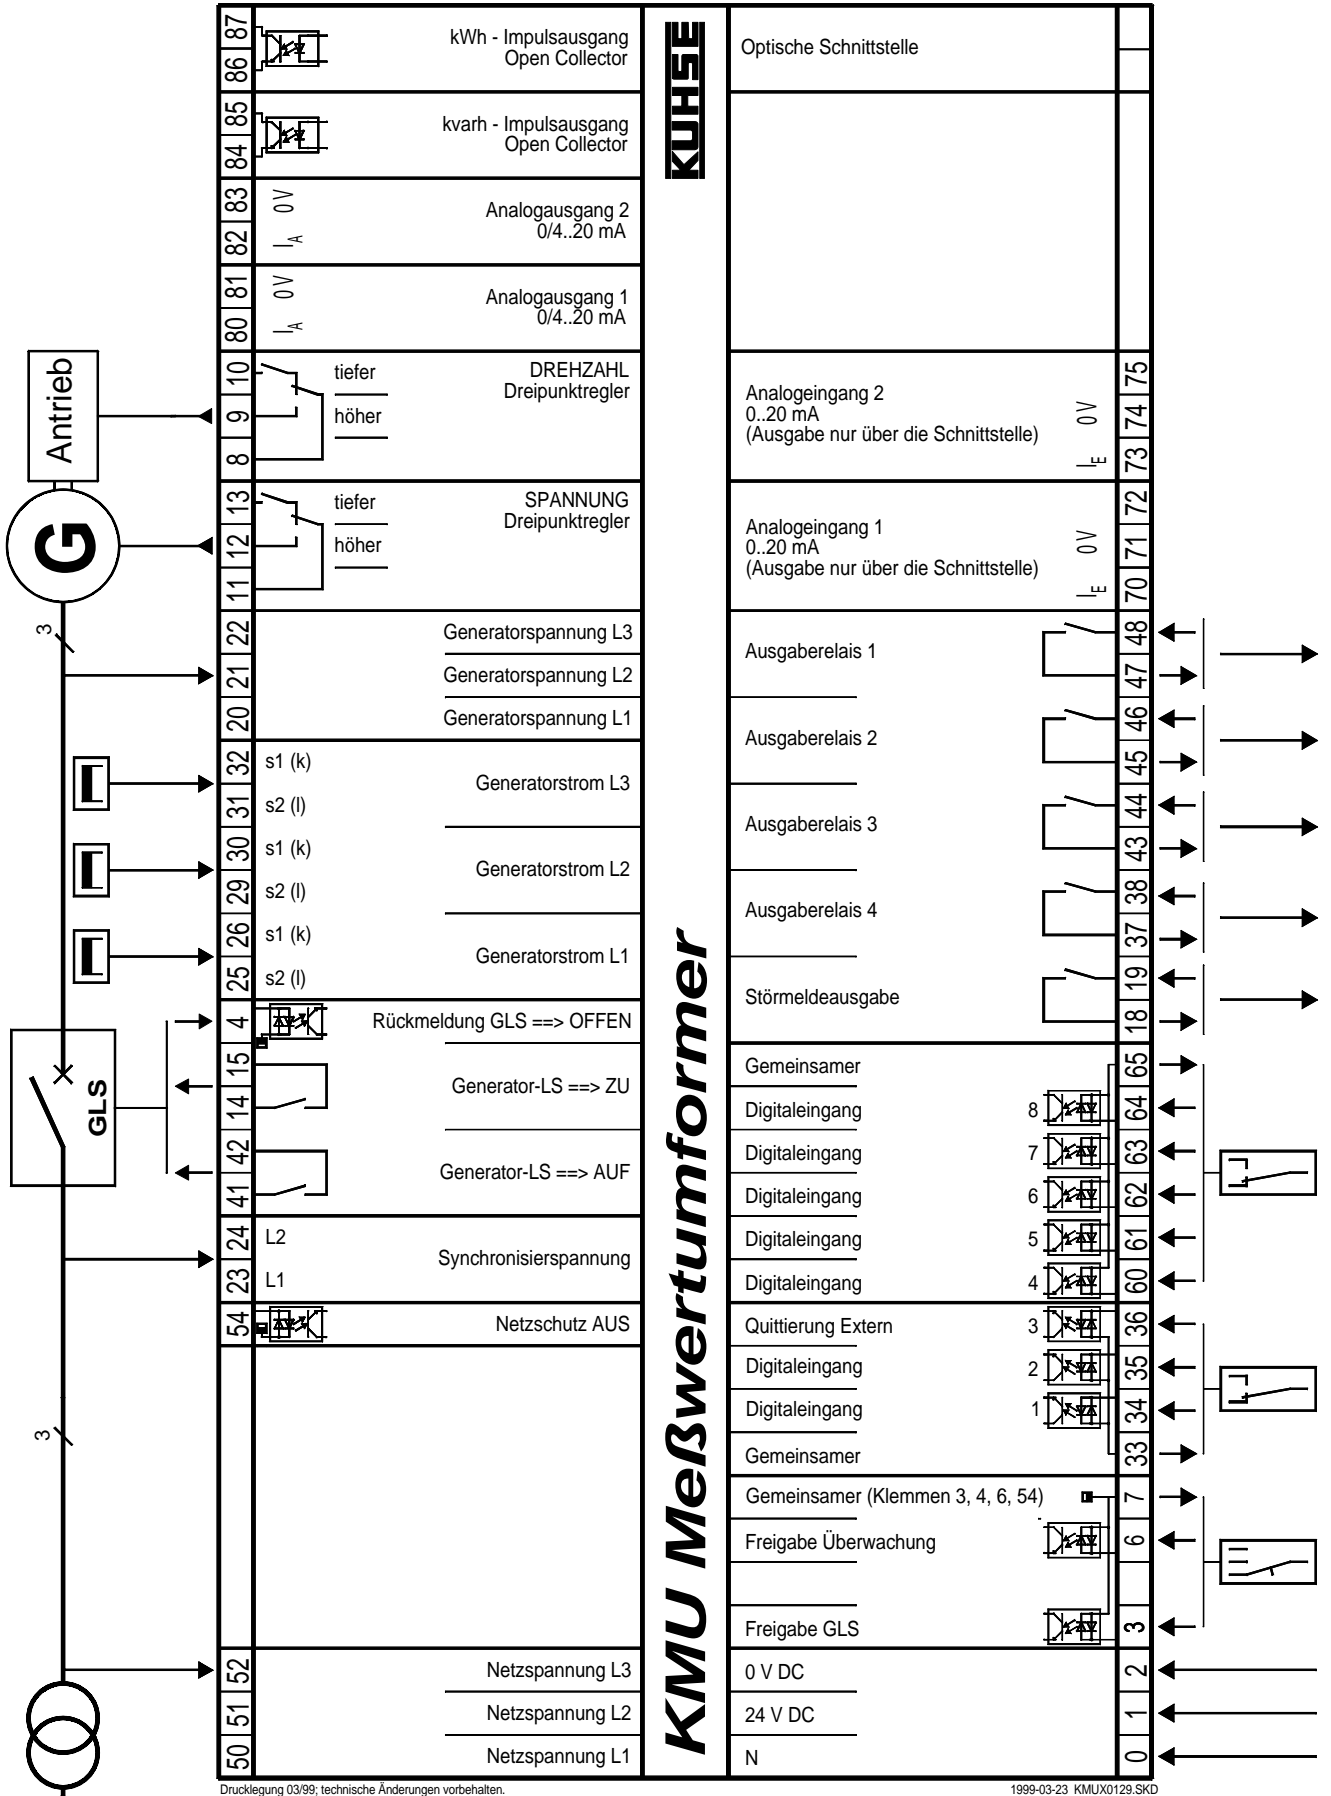 87
86
kWh - Impulsausgang
Open Collector
85
84
kvarh - Impulsausgang
Open Collector
83
82
0 V
I A
Analogausgang 2
0/4..20 mA
81
80
0 V
I A
Analogausgang 1
0/4..20 mA
Antrieb
10
9
8
tiefer
höher
DREHZAHL
Dreipunktregler
G
13
12
11
tiefer
höher
SPANNUNG
Dreipunktregler
3
22
21
20
Generatorspannung L3
Generatorspannung L2
Generatorspannung L1
32
31
s1 (k)
s2 (l)
Generatorstrom L3
30
29
s1 (k)
s2 (l)
Generatorstrom L2
26
25
s1 (k)
s2 (l)
Generatorstrom L1
GLS
4
Rückmeldung GLS ==> OFFEN
15
14
Generator-LS ==> ZU
42
41
Generator-LS ==> AUF
24
23
L2
L1
Synchronisierspannung
54
Netzschutz AUS
3
52
51
50
Netzspannung L3
Netzspannung L2
Netzspannung L1
KUHSE
KMU Meßwertumformer
Optische Schnittstelle
Analogeingang 2
0..20 mA
(Ausgabe nur über die Schnittstelle)
0 V
I E
75
74
73
Analogeingang 1
0..20 mA
(Ausgabe nur über die Schnittstelle)
0 V
I E
72
71
70
Ausgaberelais 1
48
47
Ausgaberelais 2
46
45
Ausgaberelais 3
44
43
Ausgaberelais 4
38
37
Störmeldeausgabe
19
18
Gemeinsamer
65
Digitaleingang 8
64
Digitaleingang 7
63
Digitaleingang 6
62
Digitaleingang 5
61
Digitaleingang 4
60
Quittierung Extern 3
36
Digitaleingang 2
35
Digitaleingang 1
34
Gemeinsamer
33
Gemeinsamer (Klemmen 3, 4, 6, 54)
7
Freigabe Überwachung
6
Freigabe GLS
3
0 V DC
2
24 V DC
1
N
0
Drucklegung 03/99; technische Änderungen vorbehalten.
1999-03-23 KMUX0129.SKD